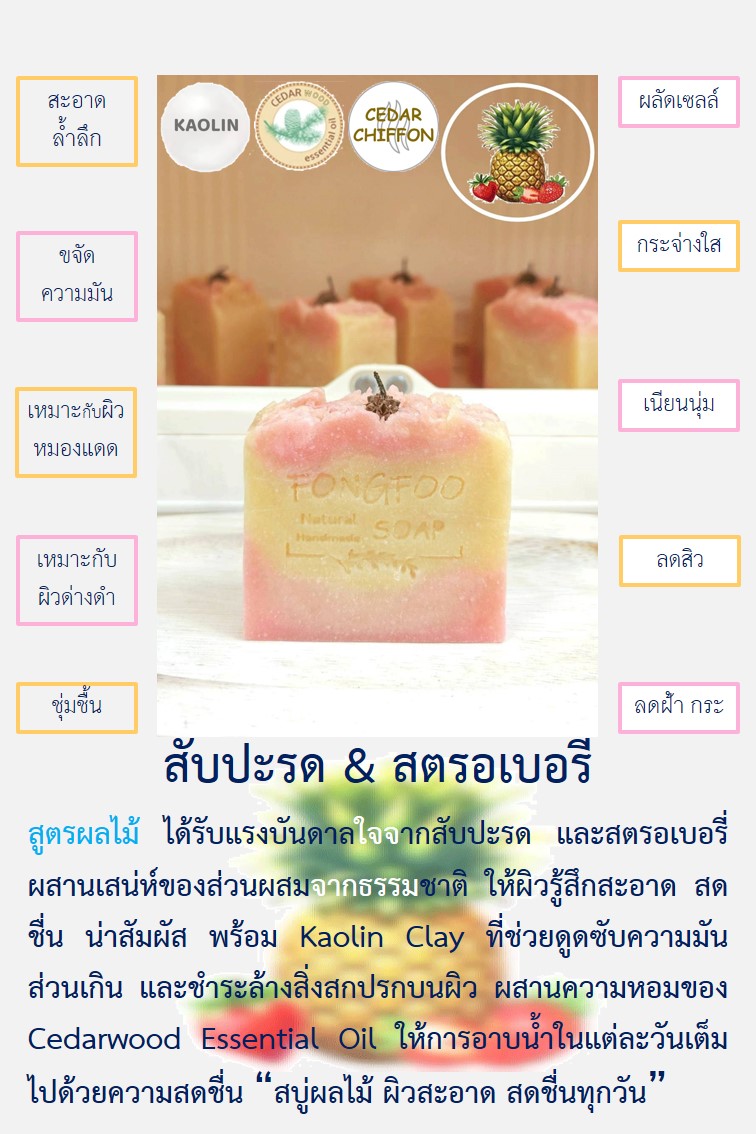 สะอาด
ล้ำลึก
ขจัด
ความมัน
เหมาะกับผิว
หมองแดด
เหมาะกับ
ผิวด่างดำ
ชุ่มชื้น
KAOLIN
CEDAR WOOD
essential oil
CEDAR
CHIFFON
FONGFOO
Natural
Handmade SOAP
ผลัดเซลล์
กระจ่างใส
เนียนนุ่ม
ลดสิว
ลดฝ้า กระ
สับปะรด & สตรอเบอรี่
สูตรผลไม้ ได้รับแรงบันดาลใจจากสับปะรด และสตรอเบอรี่
ผสานเสน่ห์ของส่วนผสมจากธรรมชาติ ให้ผิวรู้สึกสะอาด สด
ชื่น น่าสัมผัส พร้อม Kaolin Clay ที่ช่วยดูดซับความมัน
ส่วนเกิน และชำระล้างสิ่งสกปรกบนผิว ผสานความหอมของ
Cedarwood Essential Oil ให้การอาบน้ำในแต่ละวันเต็ม
ไปด้วยความสดชื่น “สบู่ผลไม้ ผิวสะอาด สดชื่นทุกวัน”